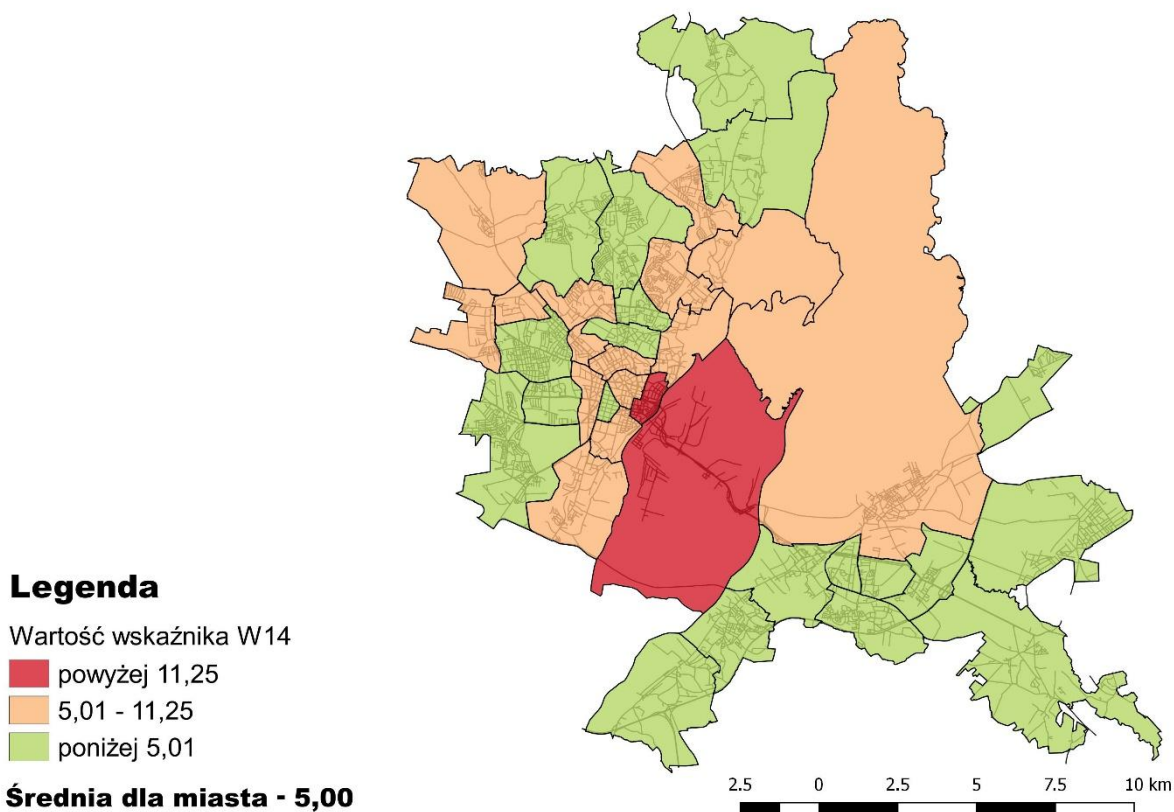 Legenda
Wartość wskaźnika W14
powyżej 11,25
5,01 - 11,25
poniżej 5,01
Średnia dla miasta - 5,00
2.5 0 2.5 5 7.5 10 km